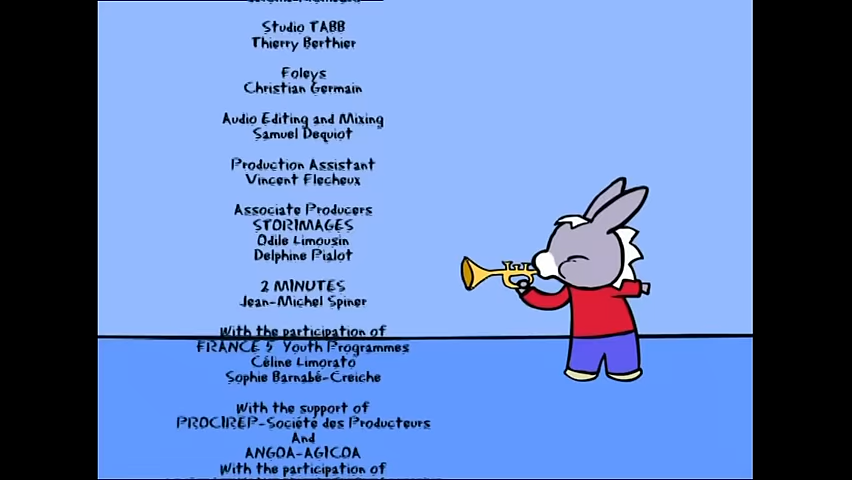 Studio TABB
Thierry Berthier
Foleys
Christian Germain
Audio Editing and Mixing
Samuel Dequiot
Production Assistant
Vincent Flecheux
Associate Producers
STORIMAGES
Odile Limousin
Delphine Pialot
2 MINUTES
Jean-Michel Spiner
With the participation of
FRANCE 5 Youth Programmes
Céline Limorato
Sophie Barnabé-Creiche
With the support of
PROCIREP-Société des Producteurs
And
ANGOA-AGICOA
With the participation of